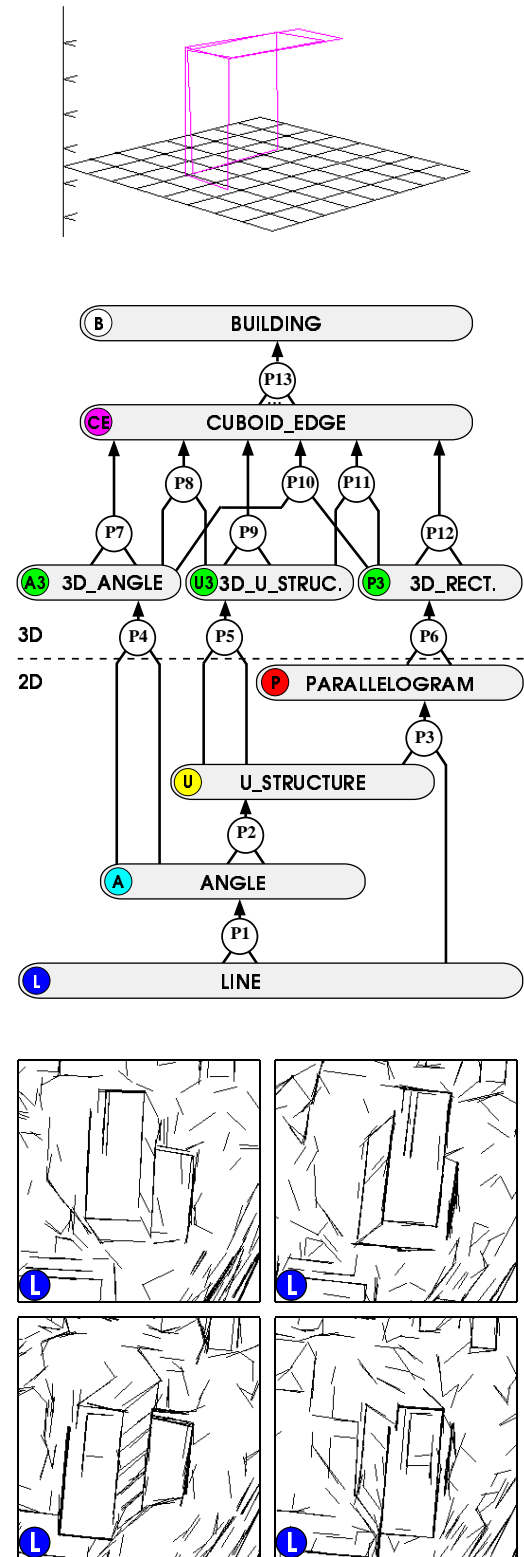 B BUILDING
P13
...
CE CUBOID_EDGE
P8 P10 P11
P7 P9 P12
A3 3D_ANGLE U3 3D_U_STRUC. P3 3D_RECT.
3D P4 P5 P6
2D P PARALLELOGRAM
P3
U U_STRUCTURE
P2
A ANGLE
P1
L LINE
L L
L L